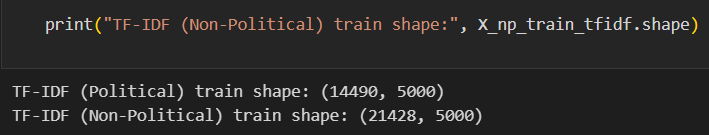 print("TF-IDF (Non-Political) train shape:", X_np_train_tfidf.shape)
TF-IDF (Political) train shape: (14490, 5000)
TF-IDF (Non-Political) train shape: (21428, 5000)